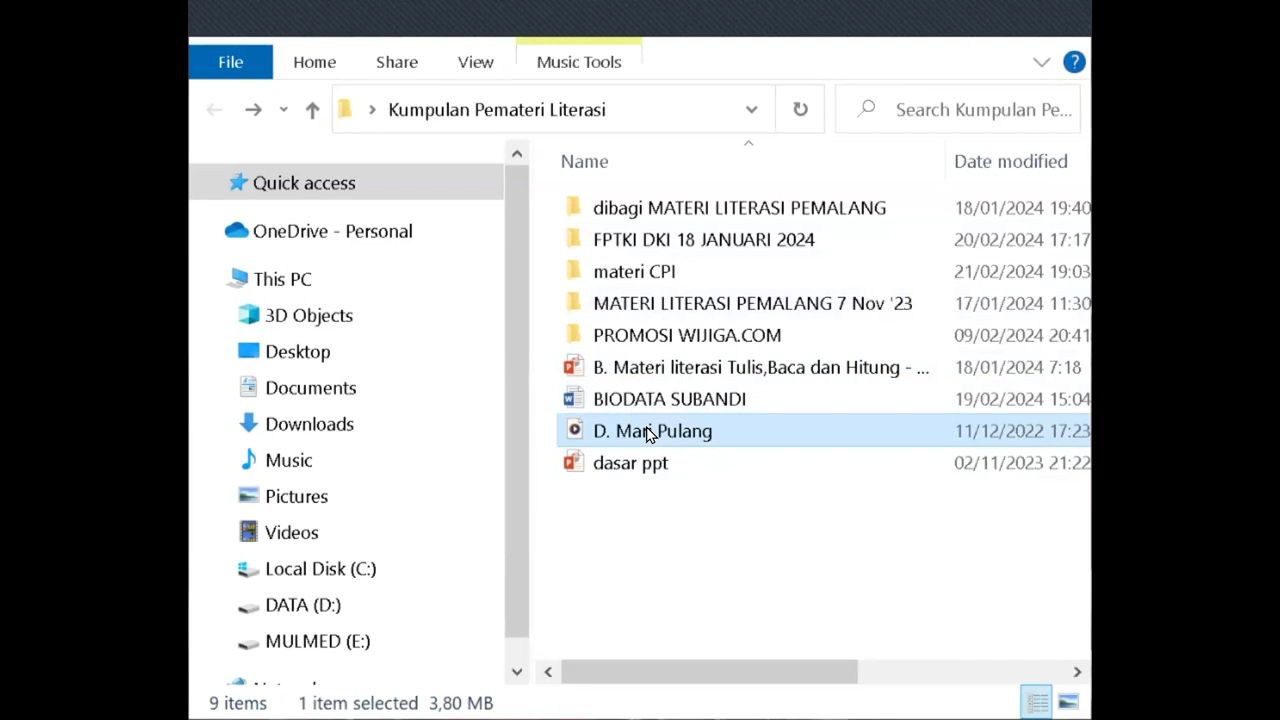 File Home Share View Music Tools
Kumpulan Pemateri Literasi Search Kumpulan Pe...
Name Date modified
Quick access
OneDrive - Personal
This PC
3D Objects
Desktop
Documents
Downloads
Music
Pictures
Videos
Local Disk (C:)
DATA (D:)
MULMED (E:)
dibagi MATERI LITERASI PEMALANG 18/01/2024 19:40
FPTKI DKI 18 JANUARI 2024 20/02/2024 17:17
materi CPI 21/02/2024 19:03
MATERI LITERASI PEMALANG 7 Nov '23 17/01/2024 11:30
PROMOSI WIJIGA.COM 09/02/2024 20:41
B. Materi literasi Tulis,Baca dan Hitung - ... 18/01/2024 7:18
BIODATA SUBANDI 19/02/2024 15:04
D. Mari Pulang 11/12/2022 17:23
dasar ppt 02/11/2023 21:22
9 items 1 item selected 3,80 MB